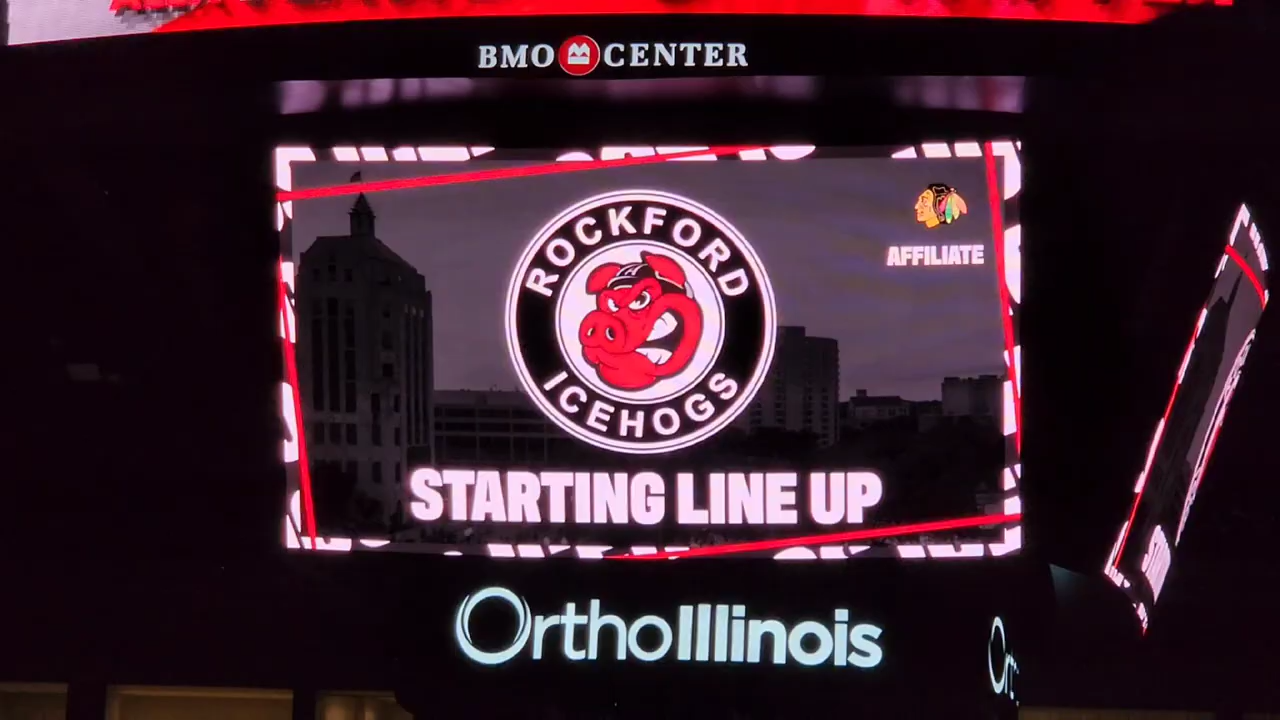 BMO CENTER
ROCKFORD
ICEHOGS
AFFILIATE
STARTING LINE UP
OrthoIllinois